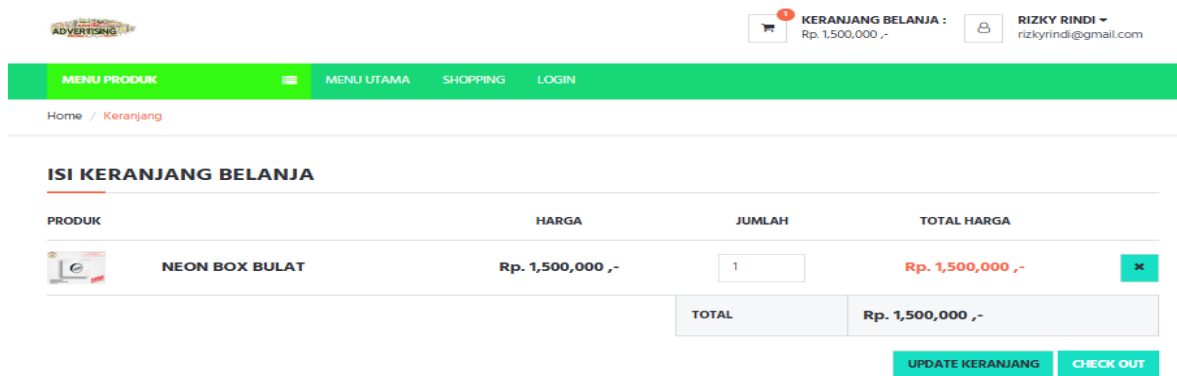 ADVERTISING
1
KERANJANG BELANJA :
Rp. 1,500,000 ,-
RIZKY RINDI
rizkyrindi@gmail.com
MENU PRODUK
MENU UTAMA
SHOPPING
LOGIN
Home / Keranjang
ISI KERANJANG BELANJA
PRODUK HARGA JUMLAH TOTAL HARGA
NEON BOX BULAT Rp. 1,500,000 ,- 1 Rp. 1,500,000 ,-
TOTAL Rp. 1,500,000 ,-
UPDATE KERANJANG CHECK OUT